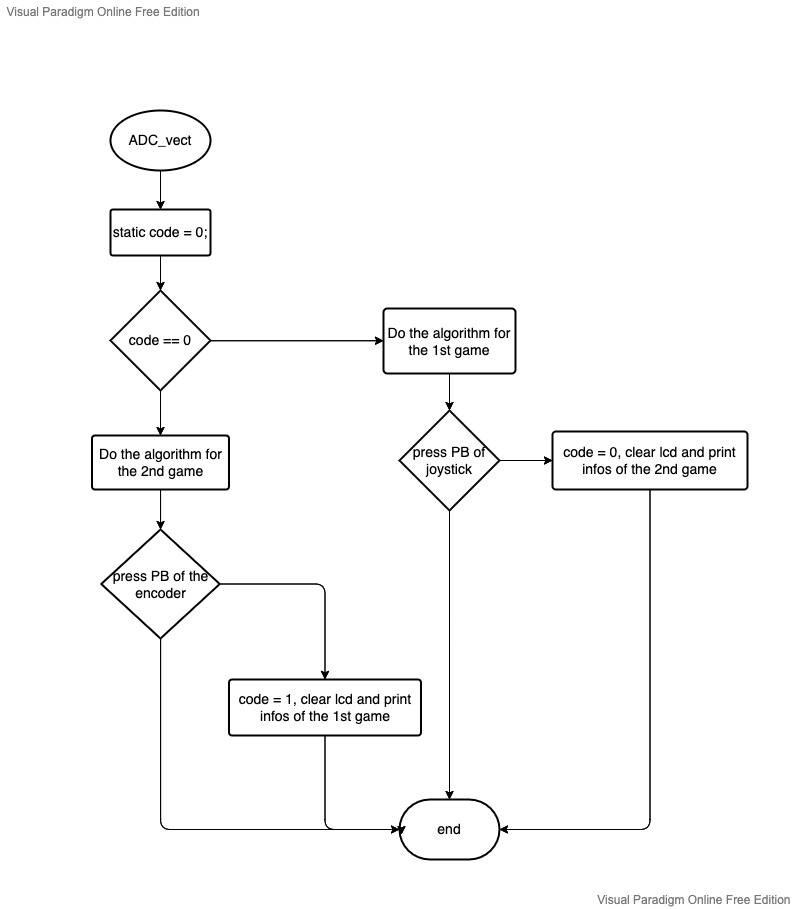 Visual Paradigm Online Free Edition
ADC_vect
static code = 0;
code == 0
Do the algorithm for
the 1st game
Do the algorithm for
the 2nd game
press PB of
joystick
code = 0, clear lcd and print
infos of the 2nd game
press PB of the
encoder
code = 1, clear lcd and print
infos of the 1st game
end
Visual Paradigm Online Free Edition